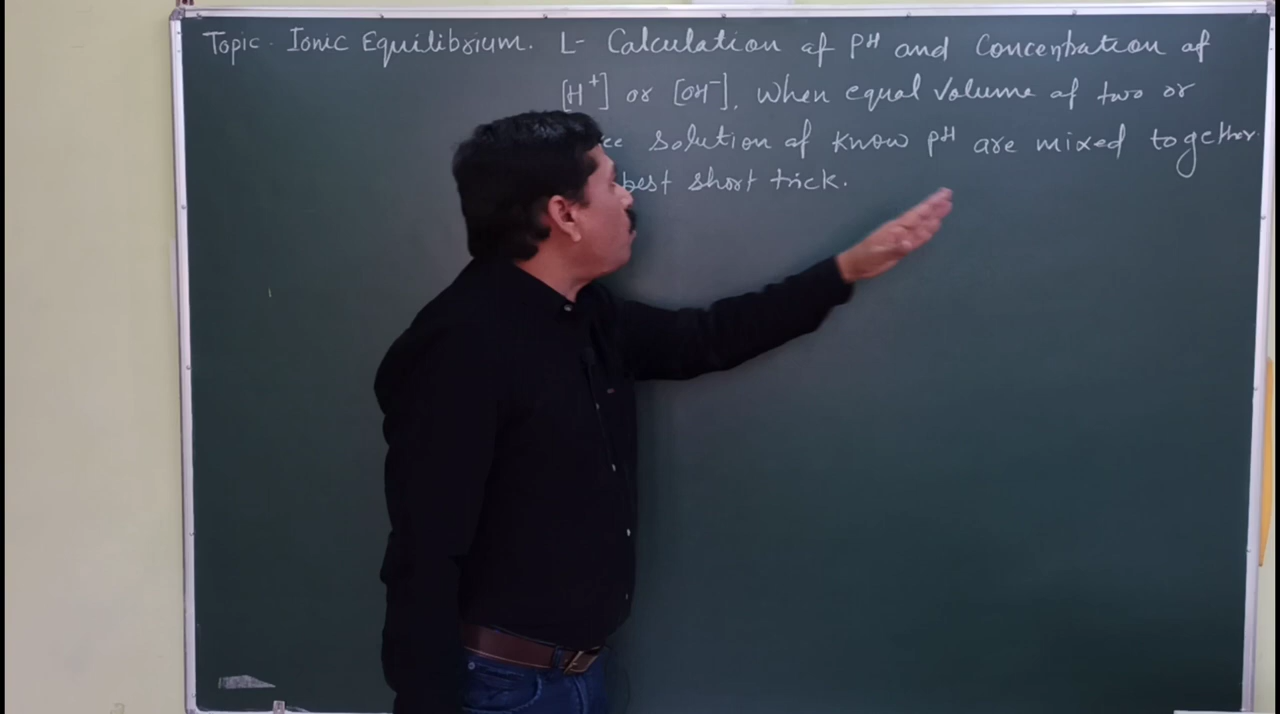 Topic. Ionic Equilibrium. L- Calculation of PH and Concentration of
[H+] or [OH-], when equal volume of two or
solution of know PH are mixed together.
best short trick.